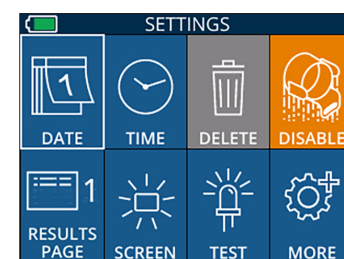 SETTINGS
1
DATE
TIME
DELETE
DISABLE
1
RESULTS
PAGE
SCREEN
TEST
MORE